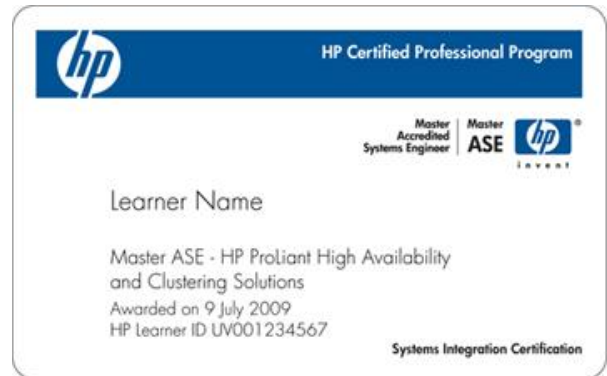 hp
HP Certified Professional Program
Master
Accredited
Systems Engineer
Master
ASE
hp
®
invent
Learner Name
Master ASE - HP ProLiant High Availability
and Clustering Solutions
Awarded on 9 July 2009
HP Learner ID UV001234567
Systems Integration Certification